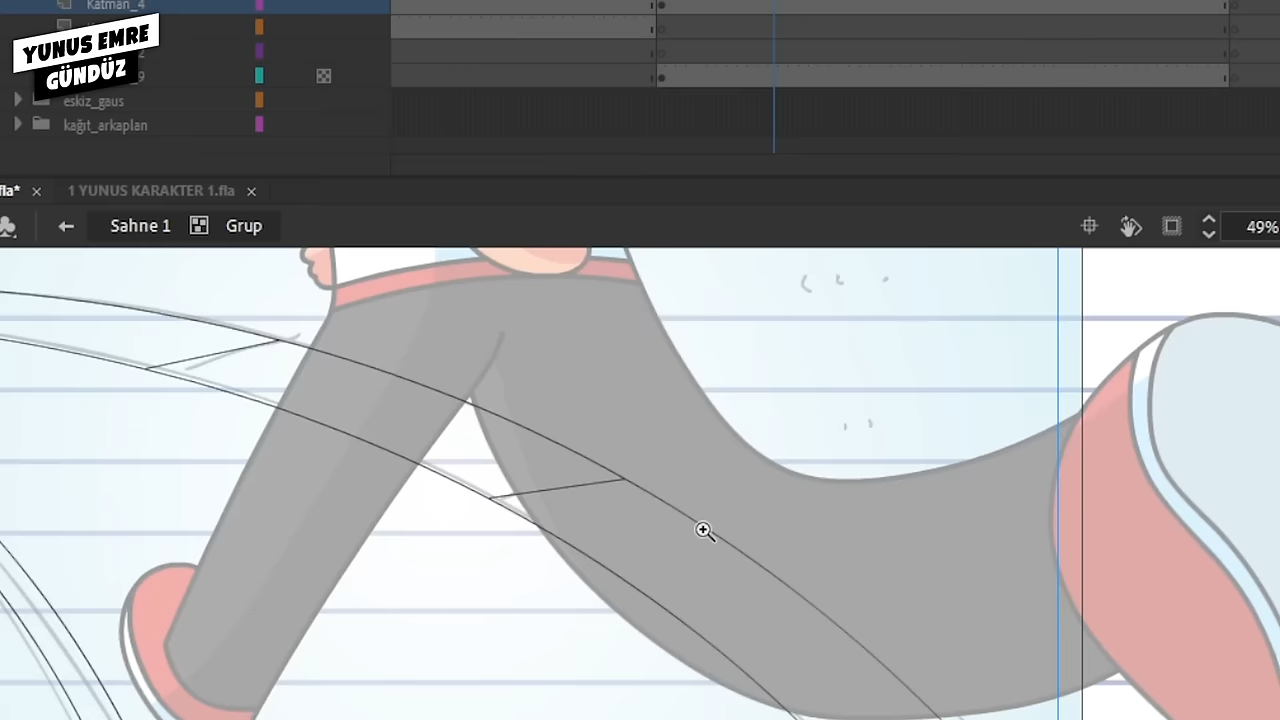 Katman_4
YUNUS EMRE
GÜNDÜZ
eskiz_gaus
kağıt_arkaplan
fla*
1 YUNUS KARAKTER 1.fla
Sahne 1
Grup
49%